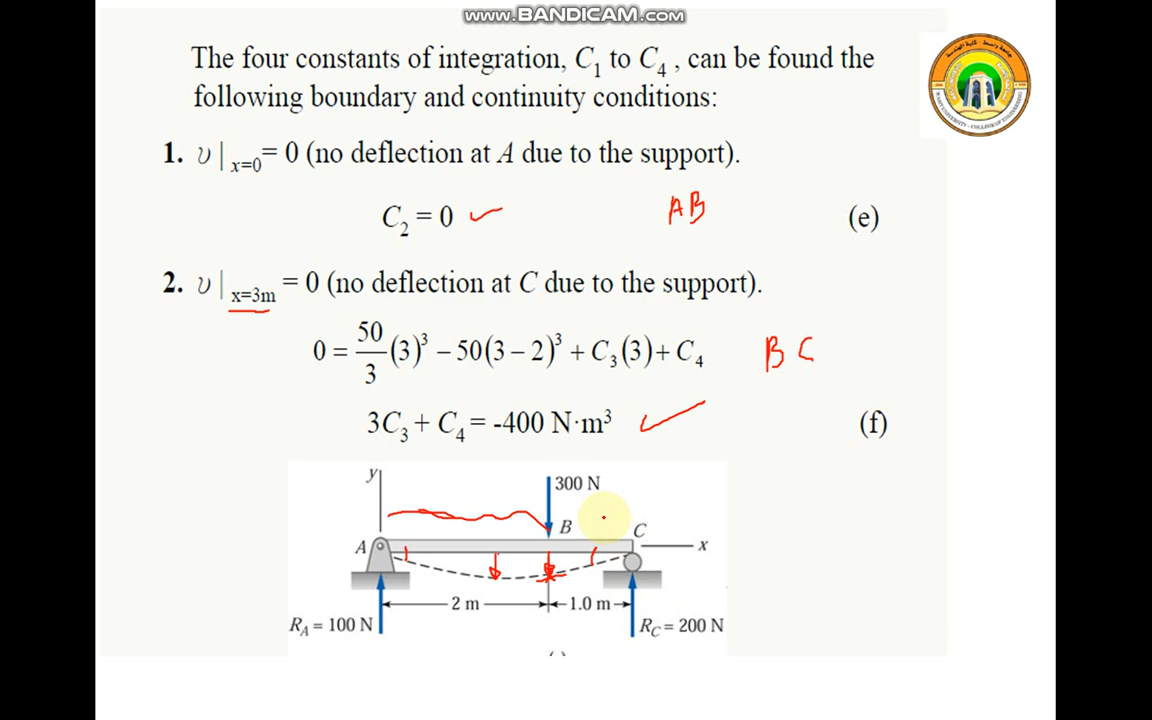 www.BANDICAM.com
The four constants of integration, C₁ to C₄ , can be found the
following boundary and continuity conditions:
1. υ|ₓ₌₀ = 0 (no deflection at A due to the support).
C₂ = 0 ✓ AB (e)
2. υ|x=3m = 0 (no deflection at C due to the support).
0 = 50/3 (3)³ − 50(3 − 2)³ + C₃(3) + C₄ BC
3C₃ + C₄ = -400 N·m³ ✓ (f)
y
300 N
B
C
A
x
2 m
1.0 m
R_A = 100 N
R_C = 200 N